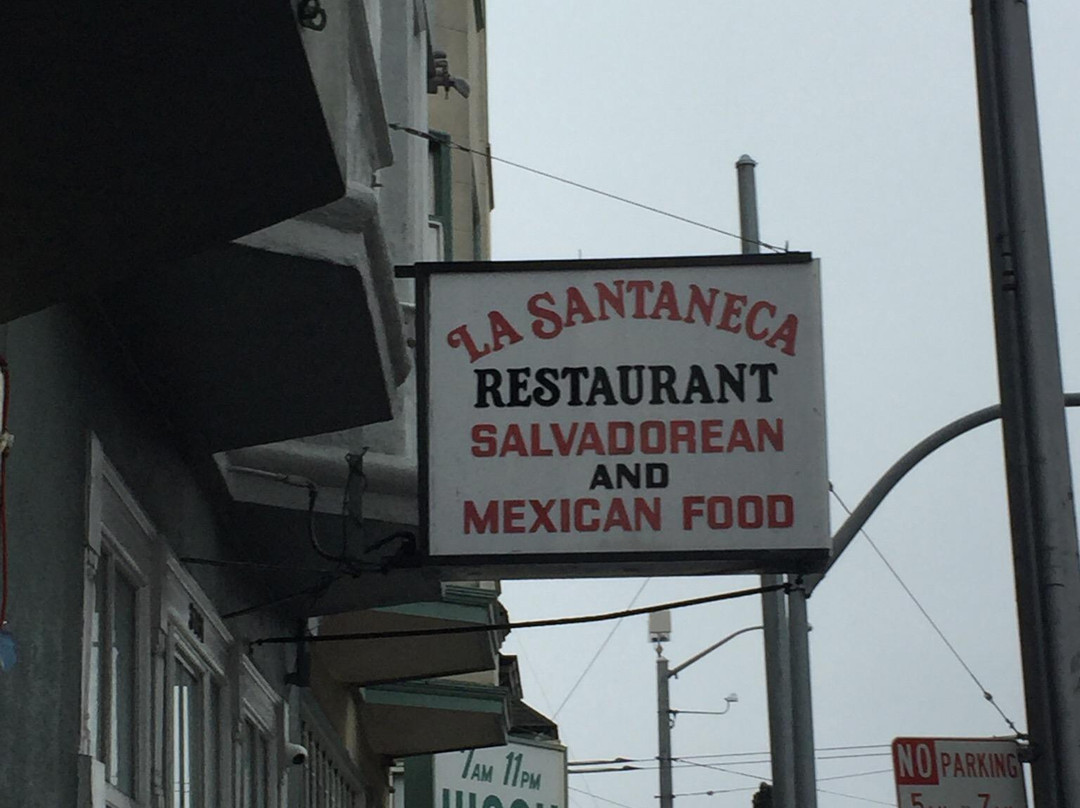 LA SANTANECA
RESTAURANT
SALVADOREAN
AND
MEXICAN FOOD
7AM 11PM
NO PARKING